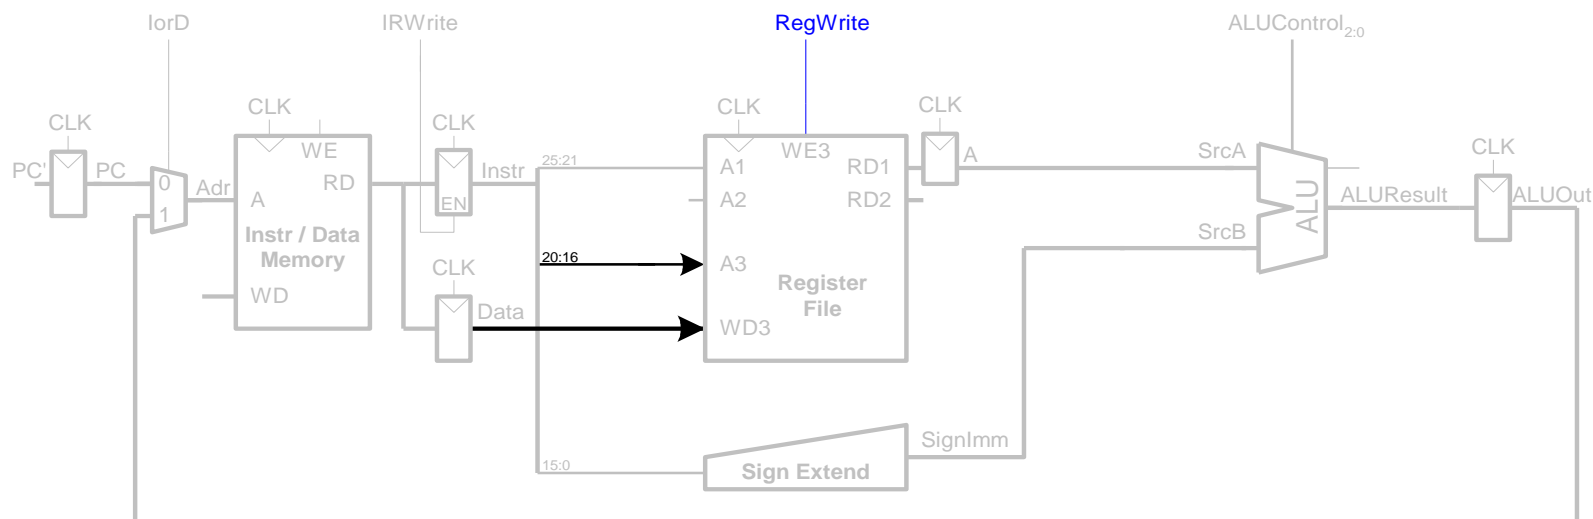 IorD
IRWrite
RegWrite
ALUControl2:0
CLK
CLK
CLK
CLK
CLK
CLK
CLK
PC'
PC
0
1
Adr
WE
RD
A
Instr / Data
Memory
WD
EN
Instr
CLK
Data
25:21
20:16
15:0
A1
A2
A3
WD3
WE3
RD1
RD2
Register
File
A
SrcA
SrcB
ALU
ALUResult
ALUOut
SignImm
Sign Extend